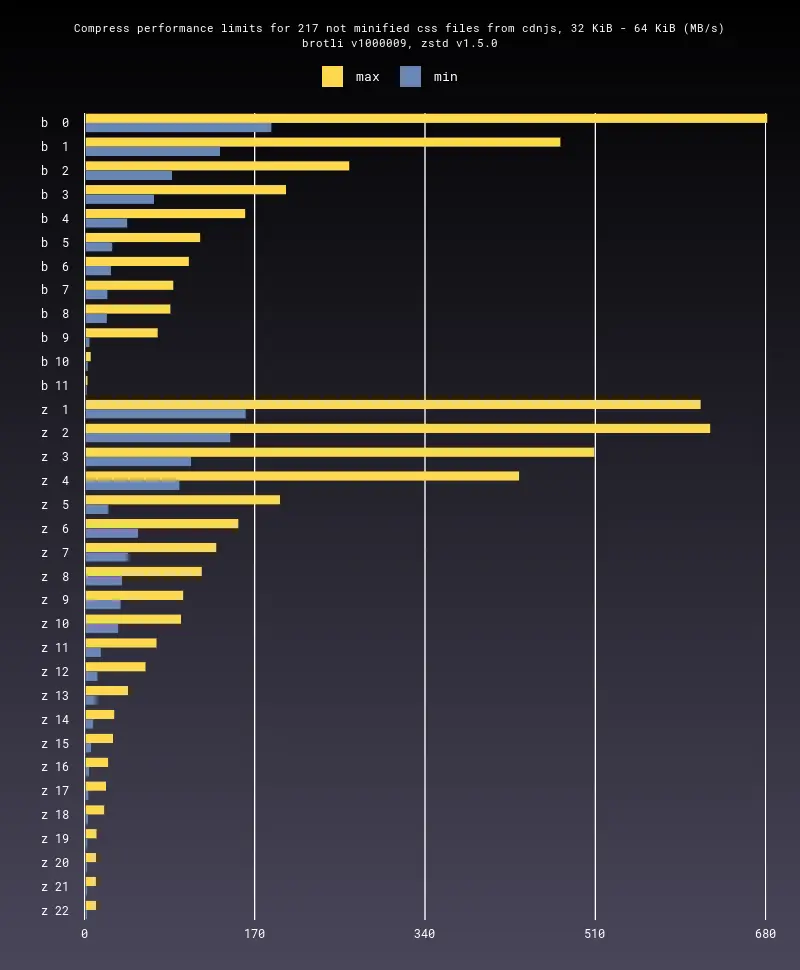 Compress performance limits for 217 not minified css files from cdnjs, 32 KiB - 64 KiB (MB/s)
brotli v1000009, zstd v1.5.0
max min
b 0
b 1
b 2
b 3
b 4
b 5
b 6
b 7
b 8
b 9
b 10
b 11
z 1
z 2
z 3
z 4
z 5
z 6
z 7
z 8
z 9
z 10
z 11
z 12
z 13
z 14
z 15
z 16
z 17
z 18
z 19
z 20
z 21
z 22
0 170 340 510 680